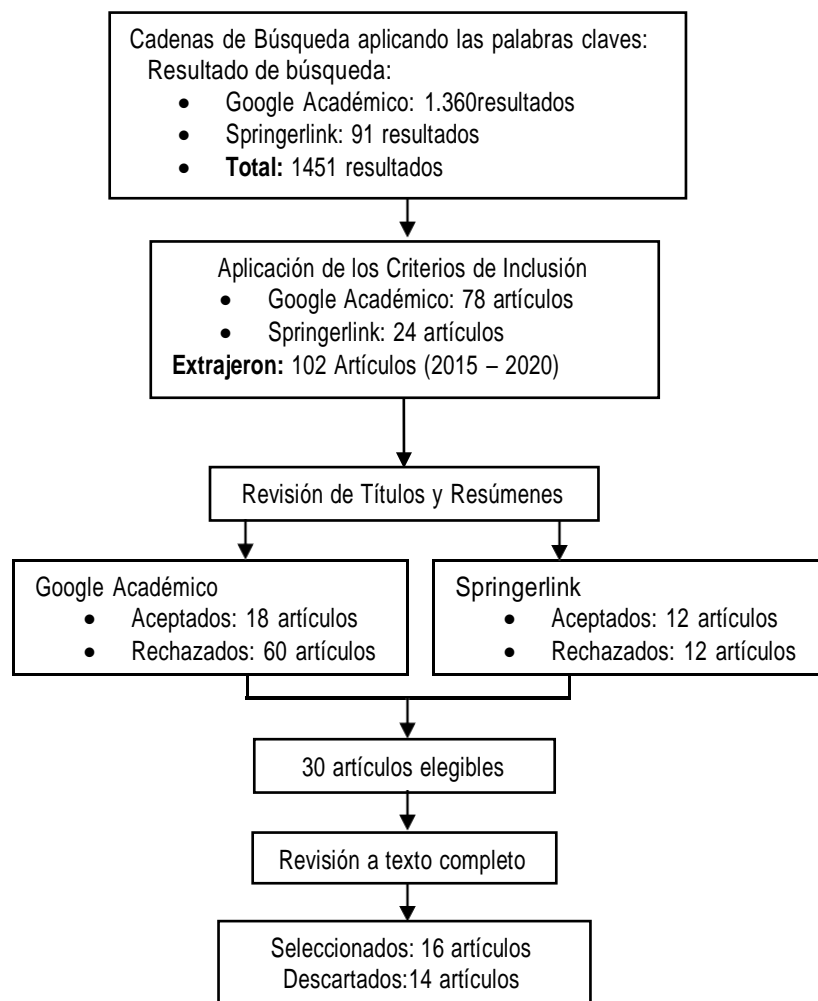 Cadenas de Búsqueda aplicando las palabras claves:
Resultado de búsqueda:
• Google Académico: 1.360resultados
• Springerlink: 91 resultados
• Total: 1451 resultados
Aplicación de los Criterios de Inclusión
• Google Académico: 78 artículos
• Springerlink: 24 artículos
Extrajeron: 102 Artículos (2015 – 2020)
Revisión de Títulos y Resúmenes
Google Académico
• Aceptados: 18 artículos
• Rechazados: 60 artículos
Springerlink
• Aceptados: 12 artículos
• Rechazados: 12 artículos
30 artículos elegibles
Revisión a texto completo
Seleccionados: 16 artículos
Descartados:14 artículos